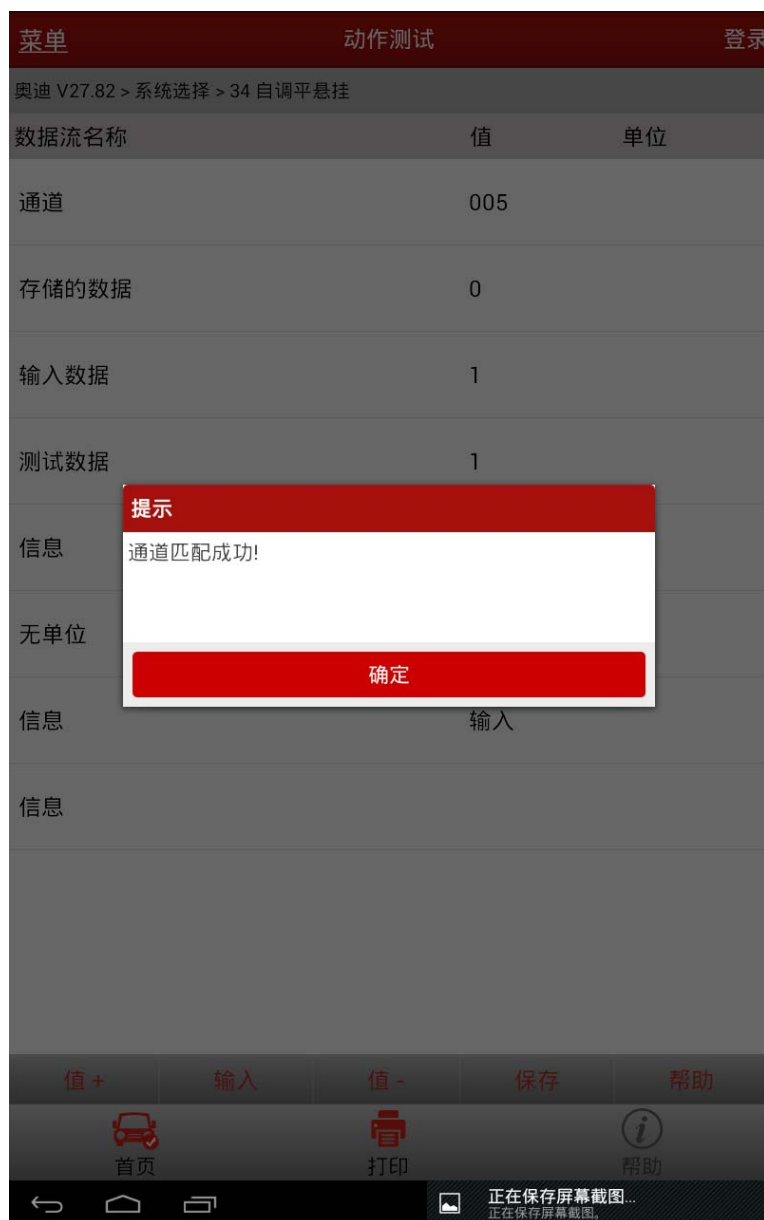 菜单 动作测试 登录
奥迪 V27.82 > 系统选择 > 34 自调平悬挂
数据流名称 值 单位
通道 005
存储的数据 0
输入数据 1
测试数据 1
提示
信息
通道匹配成功!
无单位
确定
信息 输入
信息
值 + 输入 值 - 保存 帮助
首页 打印 帮助
正在保存屏幕截图...
正在保存屏幕截图。